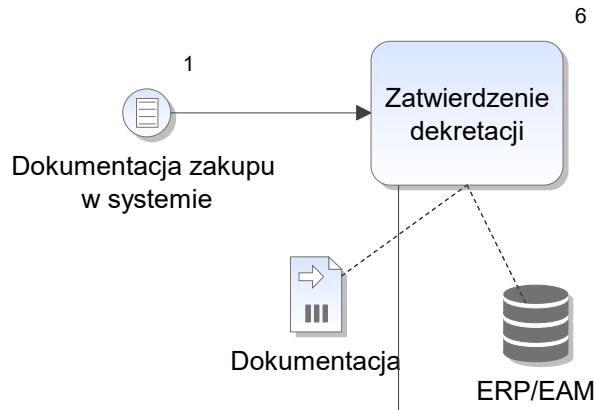 6
1
Zatwierdzenie
dekretacji
Dokumentacja zakupu
w systemie
Dokumentacja
ERP/EAM